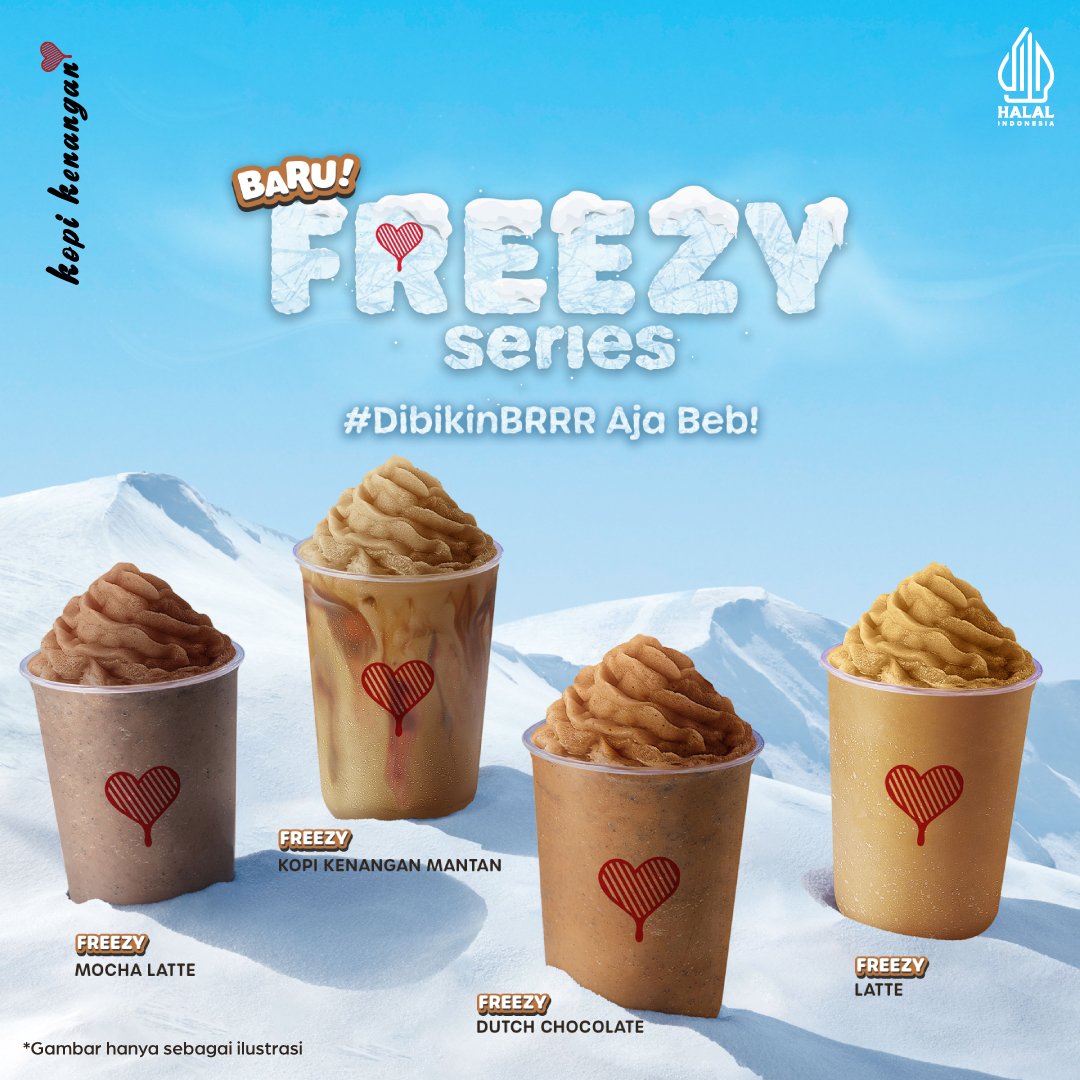 kopi kenangan
HALAL
INDONESIA
BARU!
FREEZY
series
#DibikinBRRR Aja Beb!
FREEZY
KOPI KENANGAN MANTAN
FREEZY
MOCHA LATTE
FREEZY
LATTE
FREEZY
DUTCH CHOCOLATE
*Gambar hanya sebagai ilustrasi